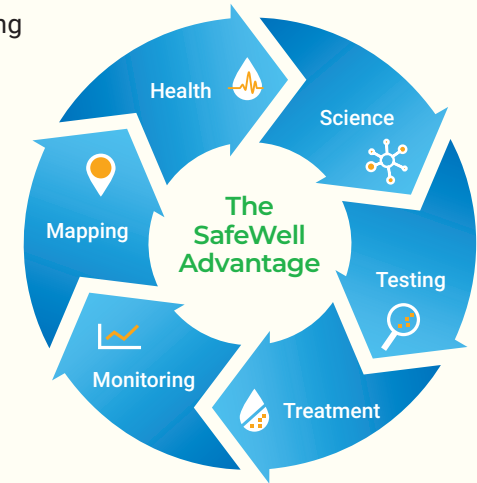 ng
Health
Science
The
SafeWell
Advantage
Mapping
Testing
Monitoring
Treatment